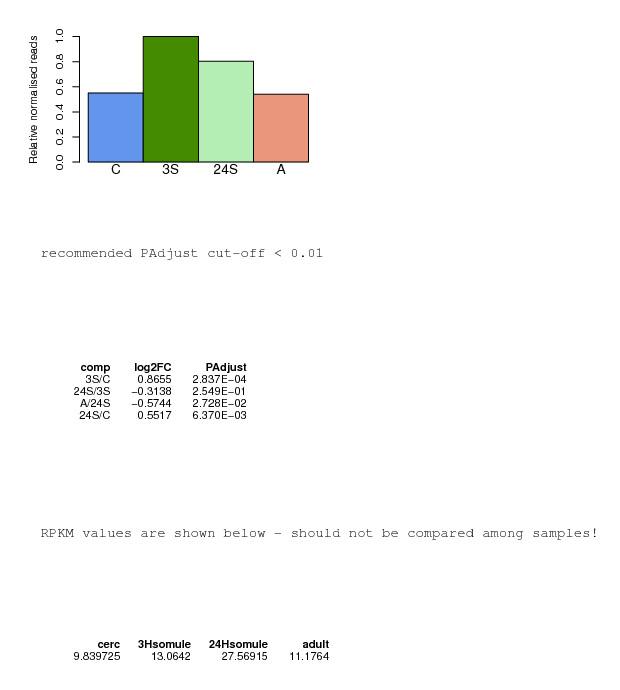 Relative normalised reads
1.0
0.8
0.6
0.4
0.2
0.0
C 3S 24S A
recommended PAdjust cut-off < 0.01
comp log2FC PAdjust
3S/C 0.8655 2.837E−04
24S/3S −0.3138 2.549E−01
A/24S −0.5744 2.728E−02
24S/C 0.5517 6.370E−03
RPKM values are shown below - should not be compared among samples!
cerc 3Hsomule 24Hsomule adult
9.839725 13.0642 27.56915 11.1764